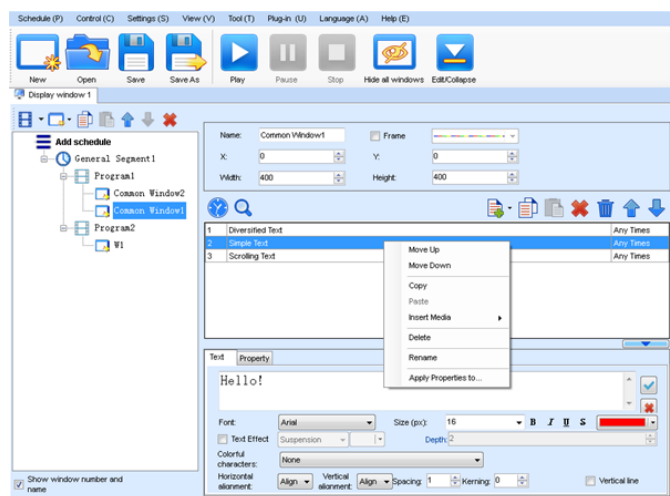 Schedule (P) Control (C) Settings (S) View (V) Tool (T) Plug-in (U) Language (A) Help (E)
New Open Save Save As Play Pause Stop Hide all windows Edit/Collapse
Display window 1
Add schedule
General Segment1
Program1
Common Window2
Common Window1
Program2
W1
Show window number and
name
Name: Common Window1 Frame
X: 0 Y: 0
Width: 400 Height: 400
1 Diversified Text Any Times
2 Simple Text Any Times
3 Scrolling Text Any Times
Move Up
Move Down
Copy
Paste
Insert Media
Delete
Rename
Apply Properties to...
Text Property
Hello!
Font: Arial Size (px): 16 B I U S
Text Effect Suspension Depth: 2
Colorful
characters: None
Horizontal
alignment: Align Vertical
alignment: Align Spacing: 1 Kerning: 0 Vertical line